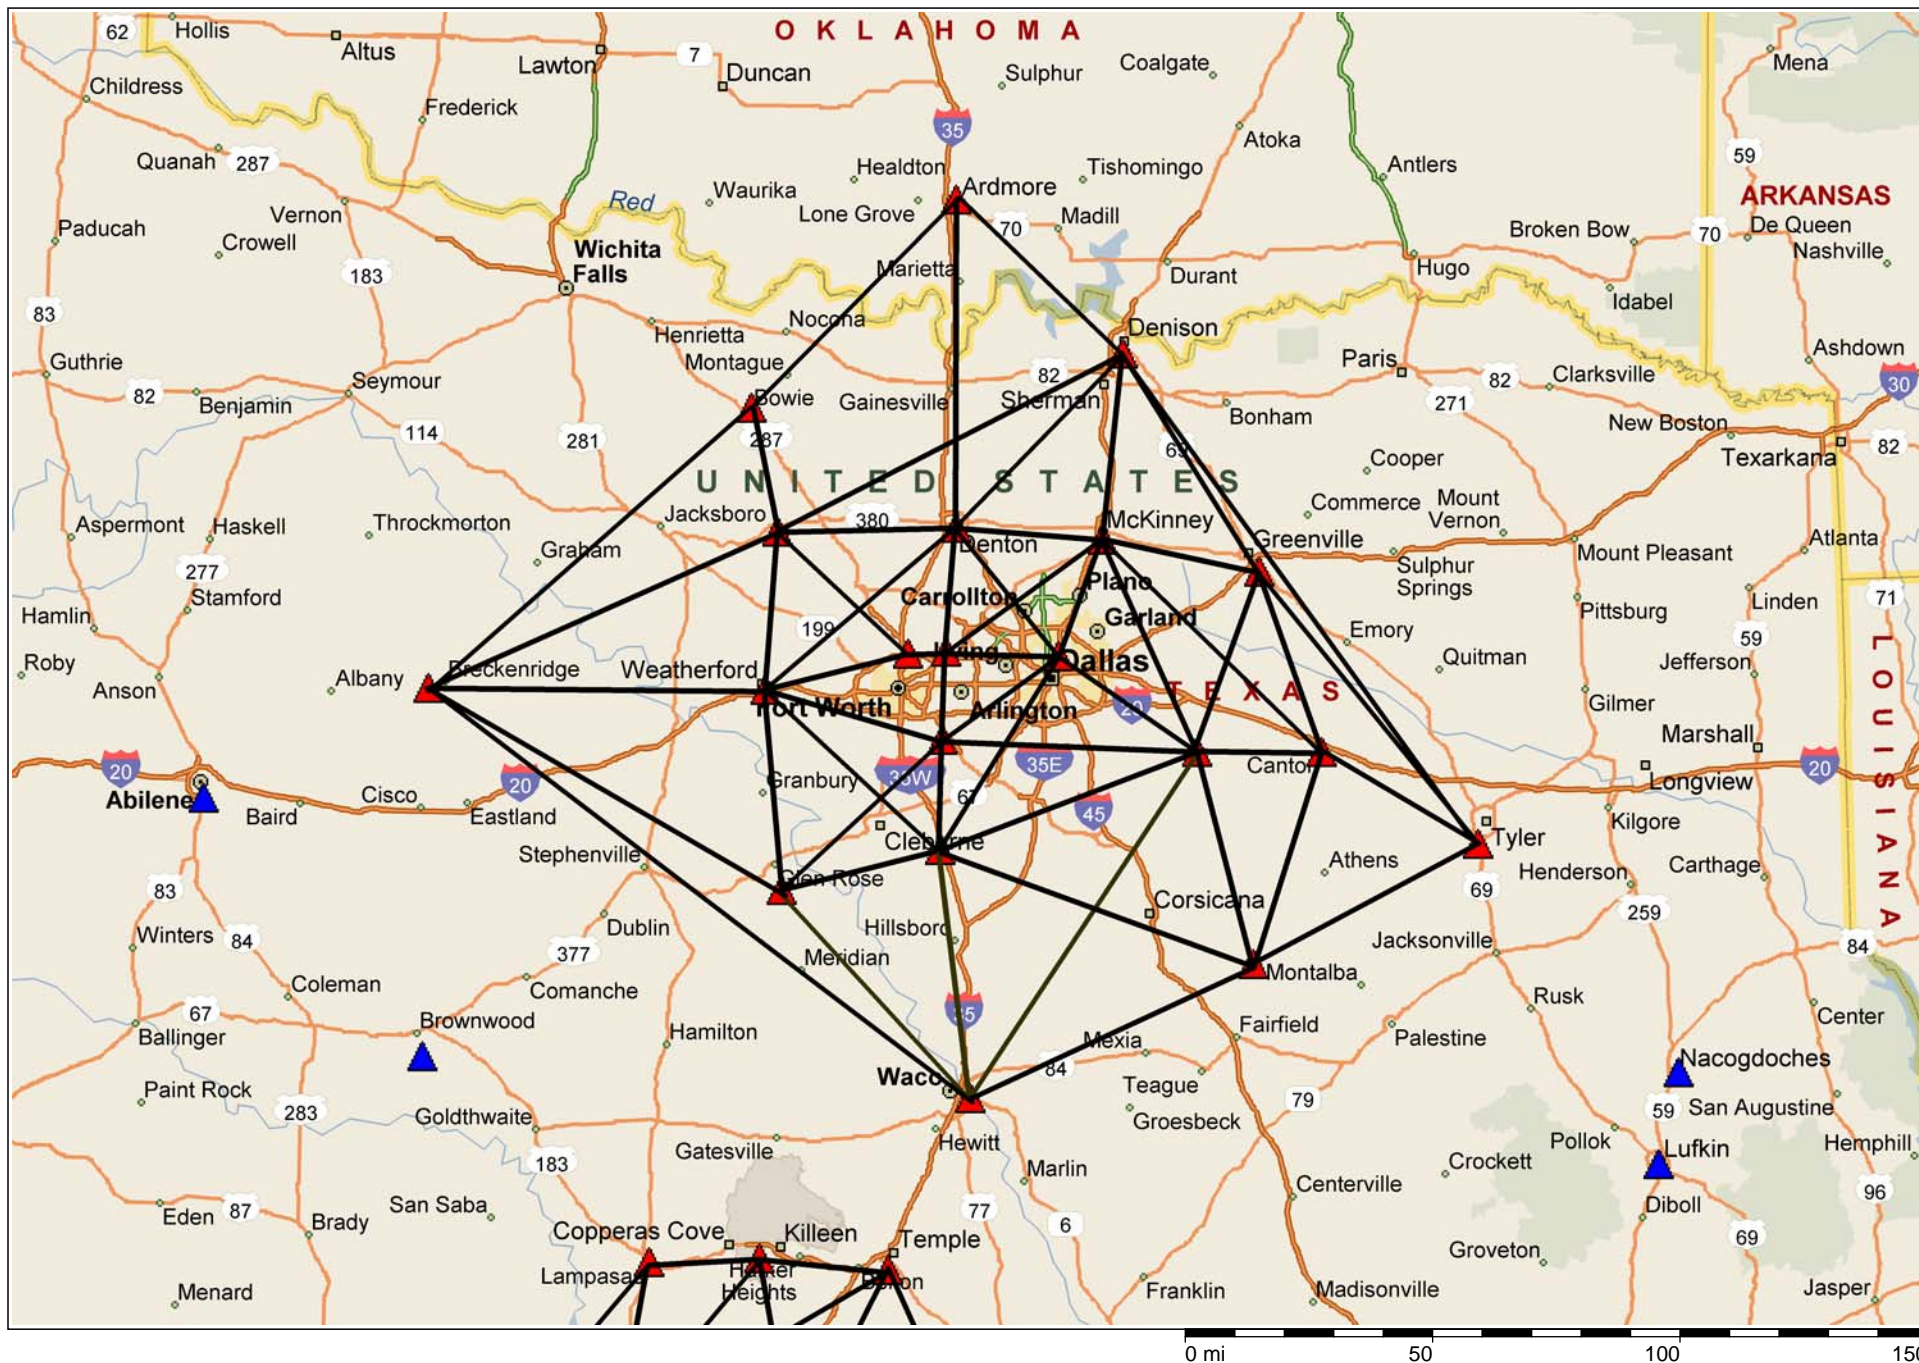 OKLAHOMA
62
Hollis
Altus
Lawton
7
Duncan
Sulphur
Coalgate
Mena
Childress
Frederick
35
Atoka
Quanah
287
Healdton
Tishomingo
Antlers
59
Waurika
Ardmore
ARKANSAS
Vernon
Red
Lone Grove
70
Madill
Broken Bow
70
De Queen
Paducah
Crowell
Wichita
Falls
Nashville
183
Marietta
Durant
Hugo
Idabel
83
Nocona
Henrietta
Denison
Guthrie
Montague
82
Paris
Ashdown
82
Seymour
82
Clarksville
30
Benjamin
Bowie
Gainesville
Sherman
Bonham
271
New Boston
114
281
287
69
82
Texarkana
Cooper
UNITED STATES
Commerce
Mount
Vernon
Aspermont
Haskell
Throckmorton
Jacksboro
380
McKinney
Graham
Denton
Greenville
Mount Pleasant
Atlanta
277
Sulphur
Springs
Stamford
Carrollton
Plano
71
Hamlin
199
Garland
Pittsburg
Linden
Emory
59
Roby
Breckenridge
Weatherford
Irving
Dallas
Quitman
Jefferson
Anson
Albany
Fort Worth
Arlington
20
TEXAS
Gilmer
LOUISIANA
Marshall
20
20
Granbury
35W
35E
Canton
20
Longview
Abilene
Baird
Cisco
Eastland
67
45
Kilgore
Stephenville
Cleburne
Tyler
83
Glen Rose
Athens
69
Henderson
Carthage
Winters
84
Dublin
Hillsboro
Corsicana
259
377
Meridian
Jacksonville
84
Coleman
Comanche
Montalba
67
Brownwood
35
Rusk
Ballinger
Hamilton
Mexia
Fairfield
Palestine
Center
Paint Rock
Waco
84
Nacogdoches
283
Goldthwaite
Teague
79
59
San Augustine
Groesbeck
Gatesville
Hewitt
Pollok
Lufkin
Hemphill
183
Marlin
Crockett
San Saba
Centerville
96
Eden
87
Brady
Copperas Cove
Killeen
Temple
77
6
Diboll
69
Lampasas
Harker
Heights
Belton
Groveton
Menard
Franklin
Madisonville
Jasper
0 mi
50
100